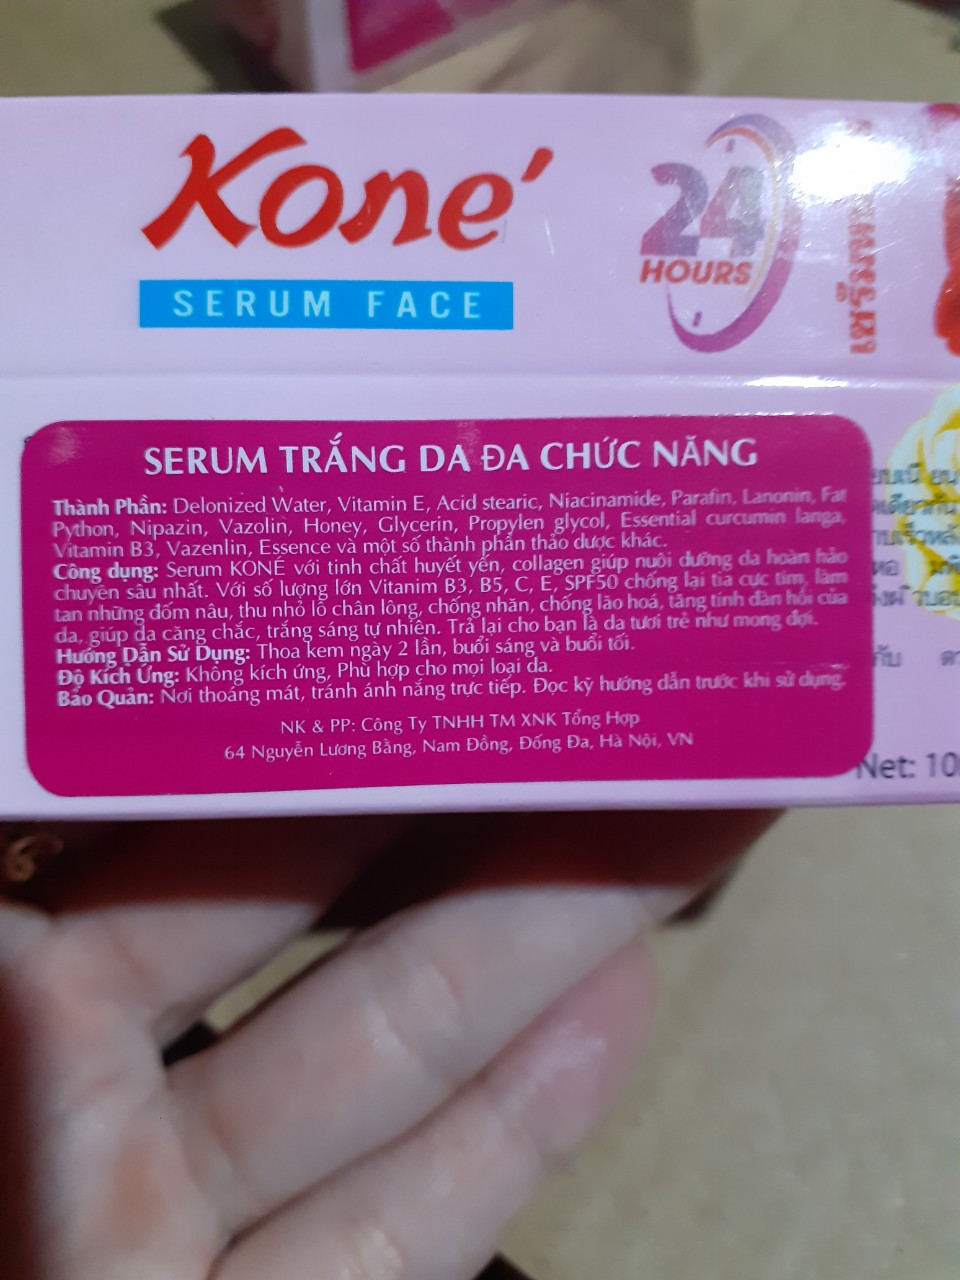 Kone'
SERUM FACE
24
HOURS
SERUM TRẮNG DA ĐA CHỨC NĂNG
Thành Phần: Delonized Water, Vitamin E, Acid stearic, Niacinamide, Parafin, Lanonin, Fat
Python, Nipazin, Vazolin, Honey, Glycerin, Propylen glycol, Essential curcumin langa,
Vitamin B3, Vazenlin, Essence và một số thành phần thảo dược khác.
Công dụng: Serum KONÉ với tinh chất huyết yến, collagen giúp nuôi dưỡng da hoàn hảo
chuyên sâu nhất. Với số lượng lớn Vitanim B3, B5, C, E, SPF50 chống lại tia cực tím, làm
tan những đốm nâu, thu nhỏ lỗ chân lông, chống nhăn, chống lão hoá, tăng tính đàn hồi của
da, giúp da căng chắc, trắng sáng tự nhiên. Trả lại cho bạn là da tươi trẻ như mong đợi.
Hướng Dẫn Sử Dụng: Thoa kem ngày 2 lần, buổi sáng và buổi tối.
Độ Kích Ứng: Không kích ứng, Phù hợp cho mọi loại da.
Bảo Quản: Nơi thoáng mát, tránh ánh nắng trực tiếp. Đọc kỹ hướng dẫn trước khi sử dụng.
NK & PP: Công Ty TNHH TM XNK Tổng Hợp
64 Nguyễn Lương Bằng, Nam Đồng, Đống Đa, Hà Nội, VN
Net: 10